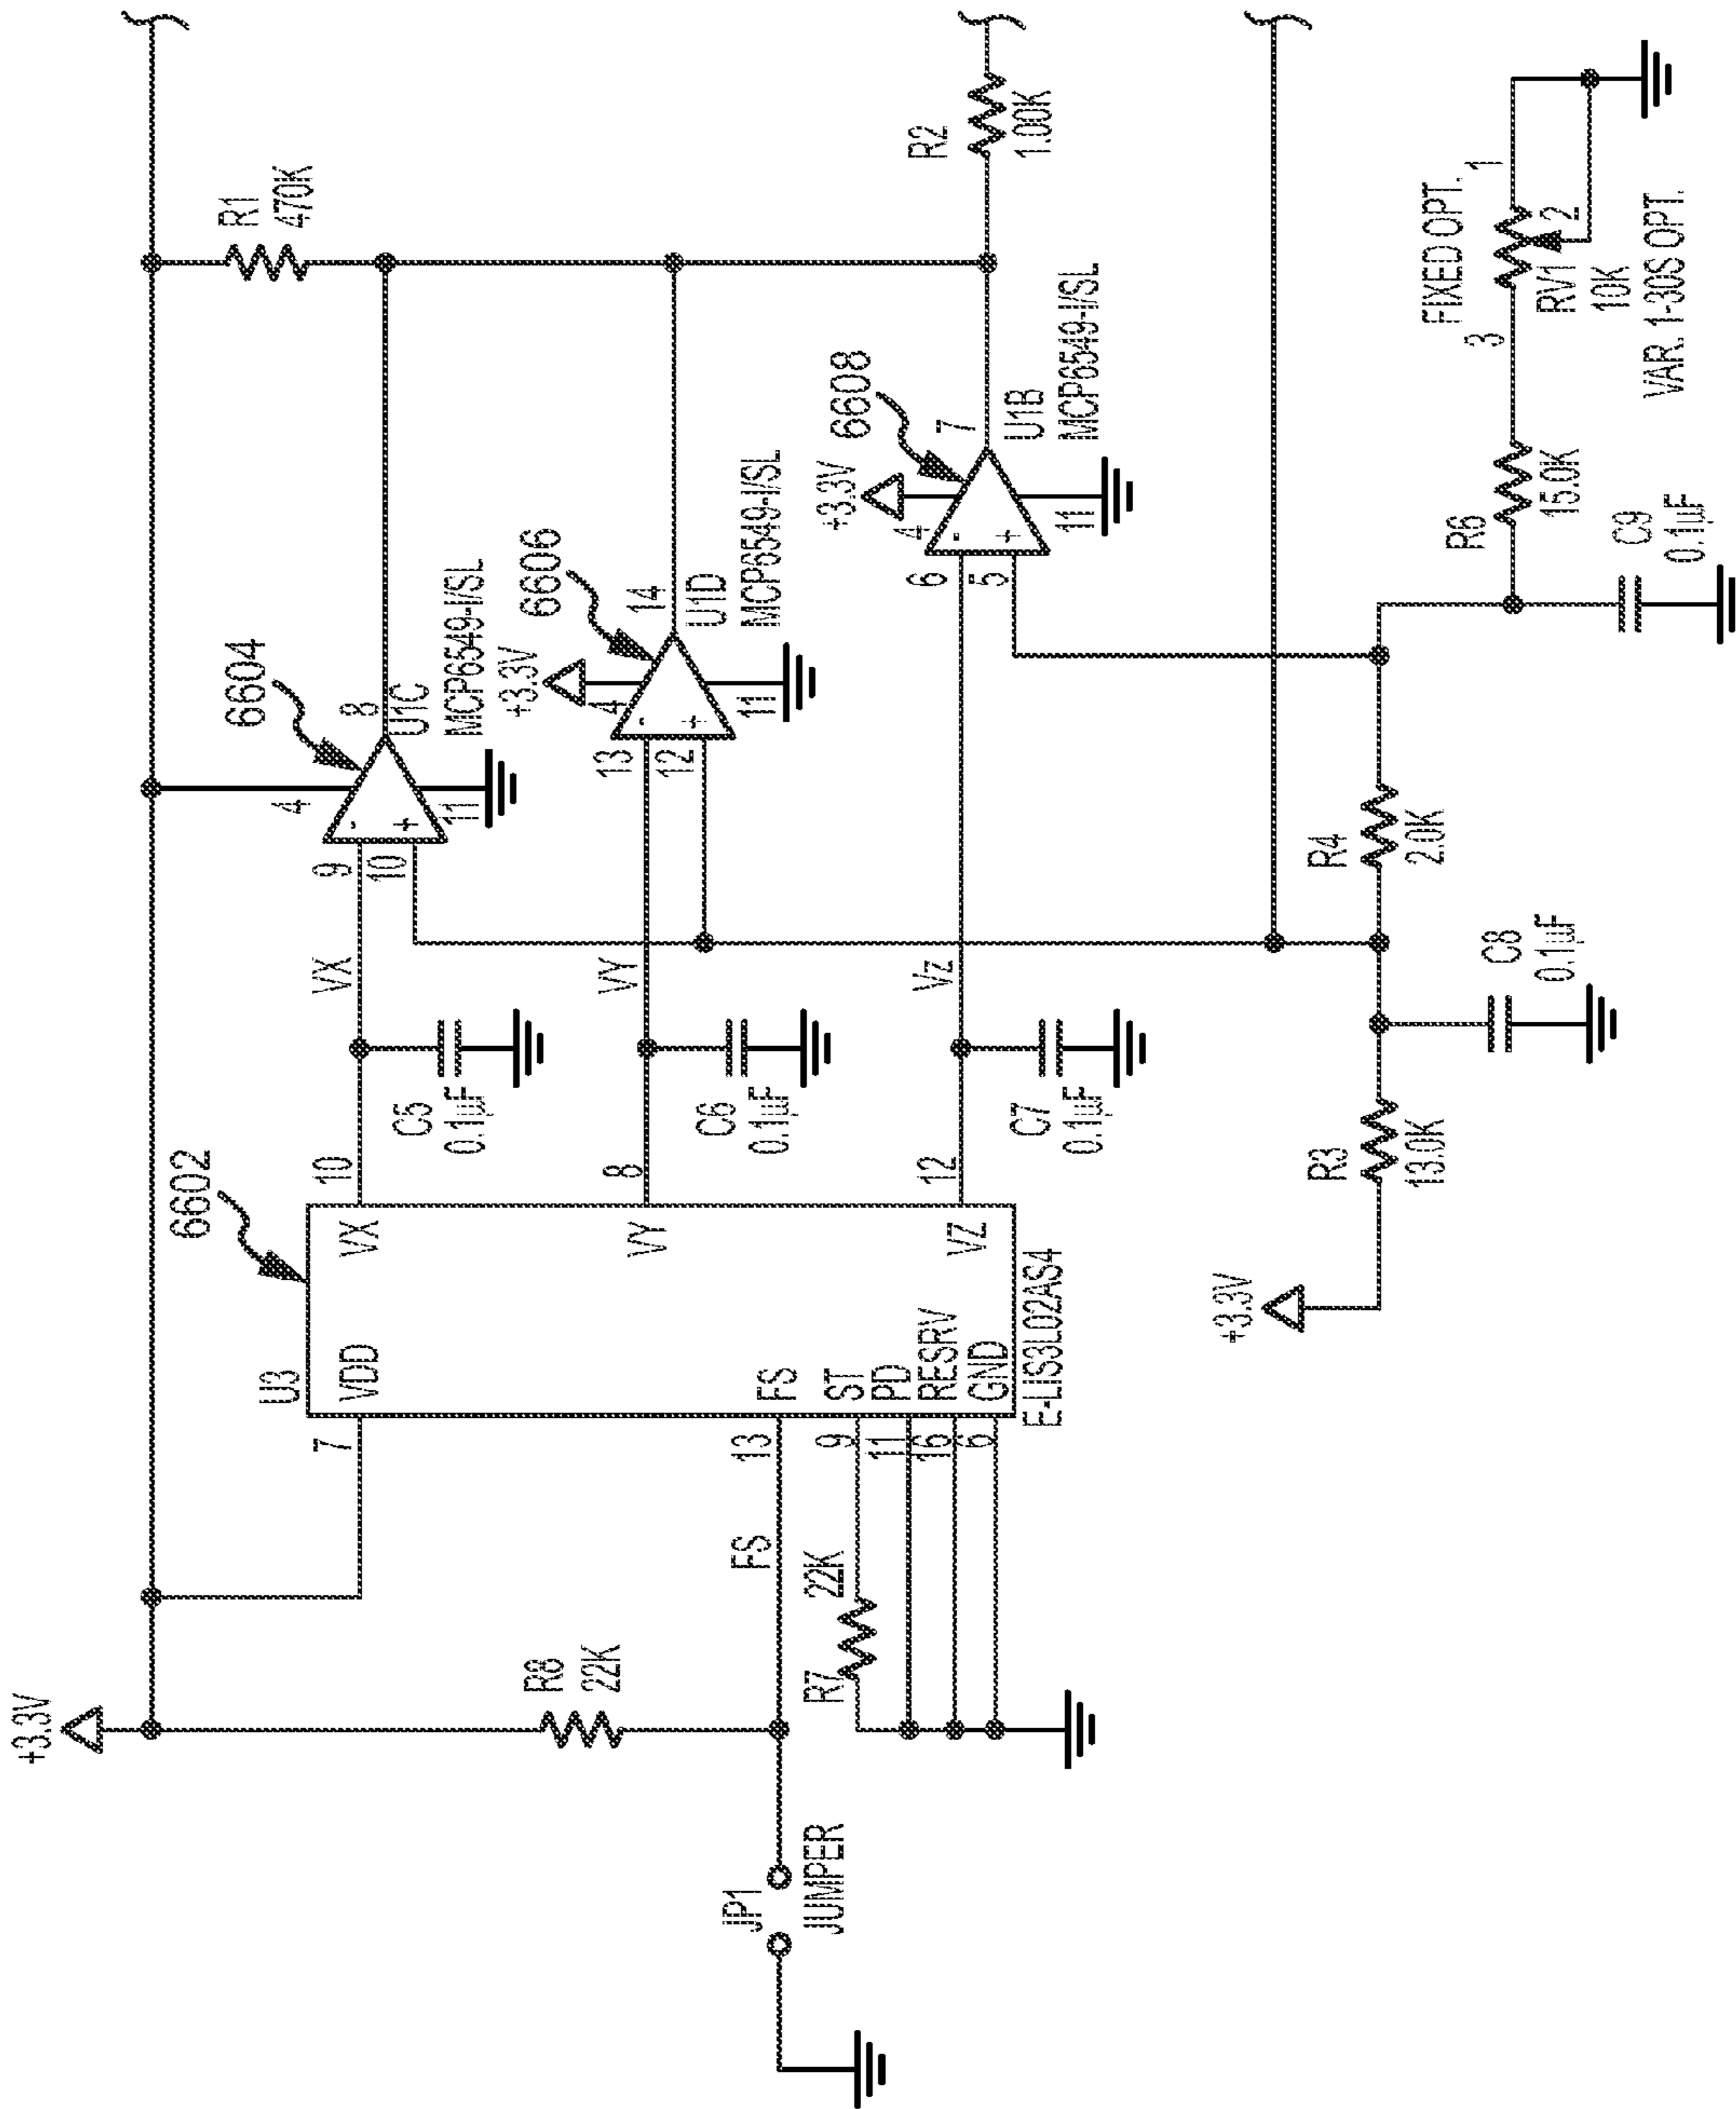 +3.3V
R1
470K
6604
4
8
U1C
MCP6549-I/SL
9
10
11
VX
6602
10
U3
VDD
VX
7
C5
0.1µF
6606
+3.3V
4
14
U1D
MCP6549-I/SL
13
12
11
VY
8
VY
C6
0.1µF
R8
22K
R2
1.00K
6608
+3.3V
4
7
U1B
MCP6549-I/SL
6
5
11
Vz
12
VZ
C7
0.1µF
JP1
JUMPER
FS
13
FS
R7
22K
9
ST
11
PD
16
RESRV
6
GND
E-LIS3L02AS4
+3.3V
R3
13.0K
C8
0.1µF
R4
2.0K
R6
15.0K
C9
0.1µF
FIXED OPT.
3
1
2
RV1
10K
VAR. 1-30S OPT.